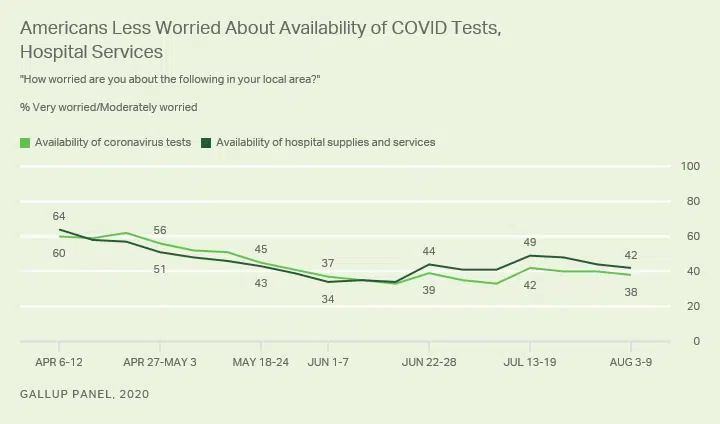 Americans Less Worried About Availability of COVID Tests,
Hospital Services
"How worried are you about the following in your local area?"
% Very worried/Moderately worried
Availability of coronavirus tests Availability of hospital supplies and services
100
80
64 56 45 37 44 49 42
60
60 51 43 34 39 42 38
40
20
0
APR 6-12 APR 27-MAY 3 MAY 18-24 JUN 1-7 JUN 22-28 JUL 13-19 AUG 3-9
GALLUP PANEL, 2020